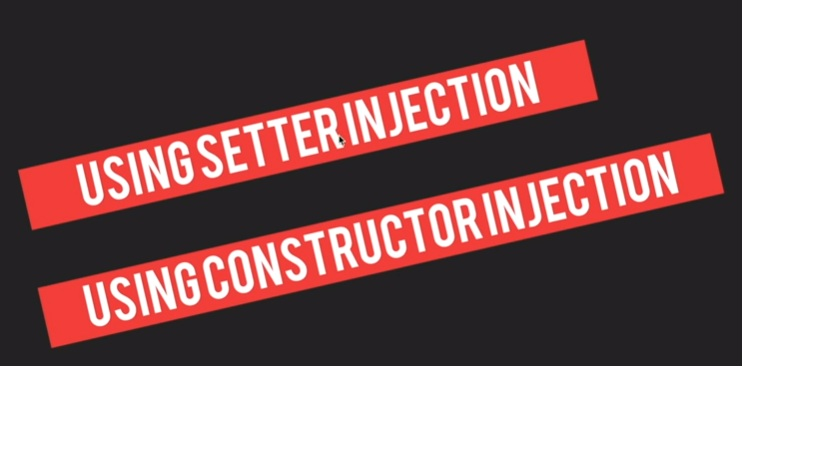 USING SETTER INJECTION
USING CONSTRUCTOR INJECTION